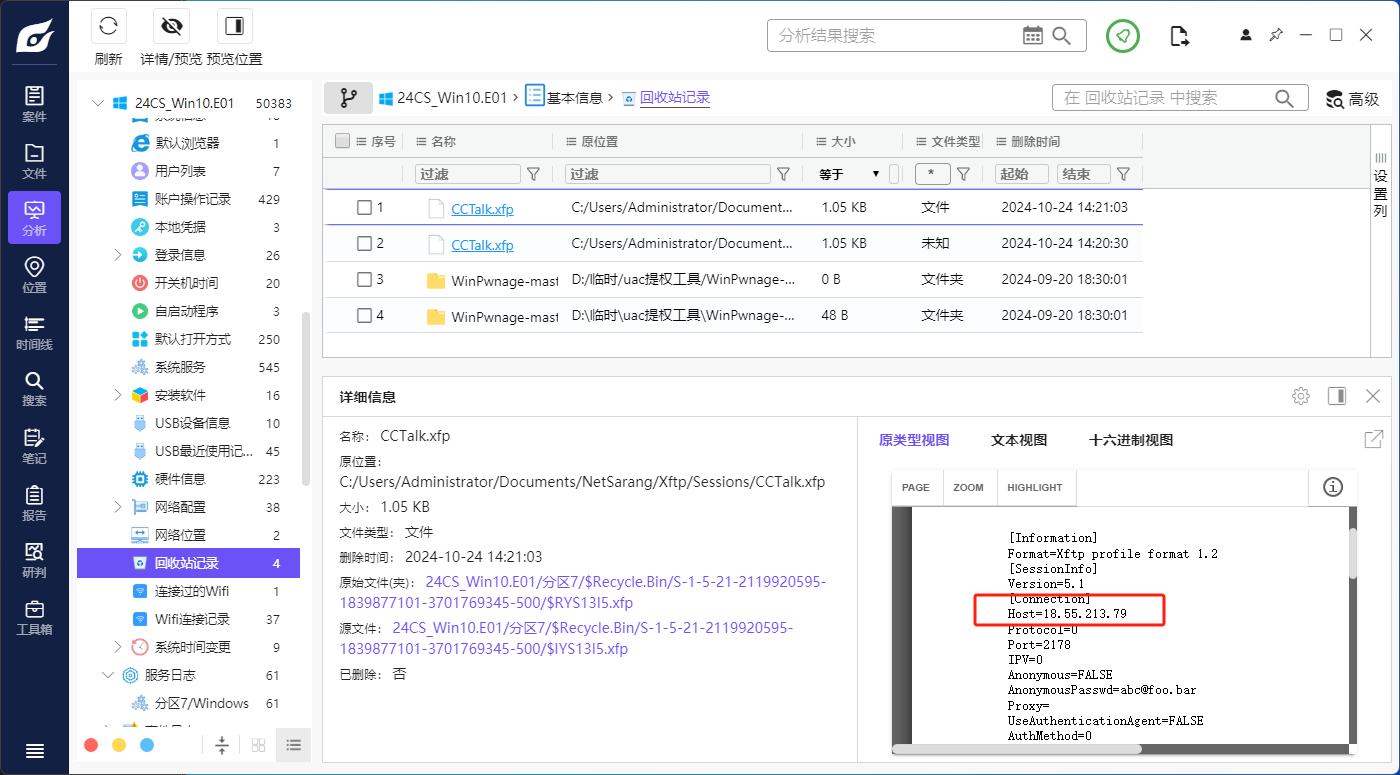 刷新
详情/预览
预览位置
分析结果搜索
案件
文件
分析
位置
时间线
搜索
笔记
报告
研判
工具箱
24CS_Win10.E01 50383
默认浏览器 1
用户列表 7
账户操作记录 429
本地凭据 3
登录信息 26
开关机时间 20
自启动程序 3
默认打开方式 250
系统服务 545
安装软件 16
USB设备信息 10
USB最近使用记... 45
硬件信息 223
网络配置 38
网络位置 2
回收站记录 4
连接过的Wifi 1
Wifi连接记录 37
系统时间变更 9
服务日志 61
分区7/Windows 61
24CS_Win10.E01 › 基本信息 › 回收站记录
在 回收站记录 中搜索
高级
序号 名称 原位置 大小 文件类型 删除时间
过滤 过滤 等于 ▼ * 起始 结束
1 CCTalk.xfp C:/Users/Administrator/Document... 1.05 KB 文件 2024-10-24 14:21:03
2 CCTalk.xfp C:/Users/Administrator/Document... 1.05 KB 未知 2024-10-24 14:20:30
3 WinPwnage-mast D:/临时/uac提权工具/WinPwnage-... 0 B 文件夹 2024-09-20 18:30:01
4 WinPwnage-mast D:\临时\uac提权工具\WinPwnage-... 48 B 文件夹 2024-09-20 18:30:01
设置列
详细信息
名称: CCTalk.xfp
原位置:
C:/Users/Administrator/Documents/NetSarang/Xftp/Sessions/CCTalk.xfp
大小: 1.05 KB
文件类型: 文件
删除时间: 2024-10-24 14:21:03
原始文件(夹): 24CS_Win10.E01/分区7/$Recycle.Bin/S-1-5-21-2119920595-
1839877101-3701769345-500/$RYS13I5.xfp
源文件: 24CS_Win10.E01/分区7/$Recycle.Bin/S-1-5-21-2119920595-
1839877101-3701769345-500/$IYS13I5.xfp
已删除: 否
原类型视图 文本视图 十六进制视图
PAGE ZOOM HIGHLIGHT
[Information]
Format=Xftp profile format 1.2
[SessionInfo]
Version=5.1
[Connection]
Host=18.55.213.79
Protocol=0
Port=2178
IPV=0
Anonymous=FALSE
AnonymousPasswd=abc@foo.bar
Proxy=
UseAuthenticationAgent=FALSE
AuthMethod=0